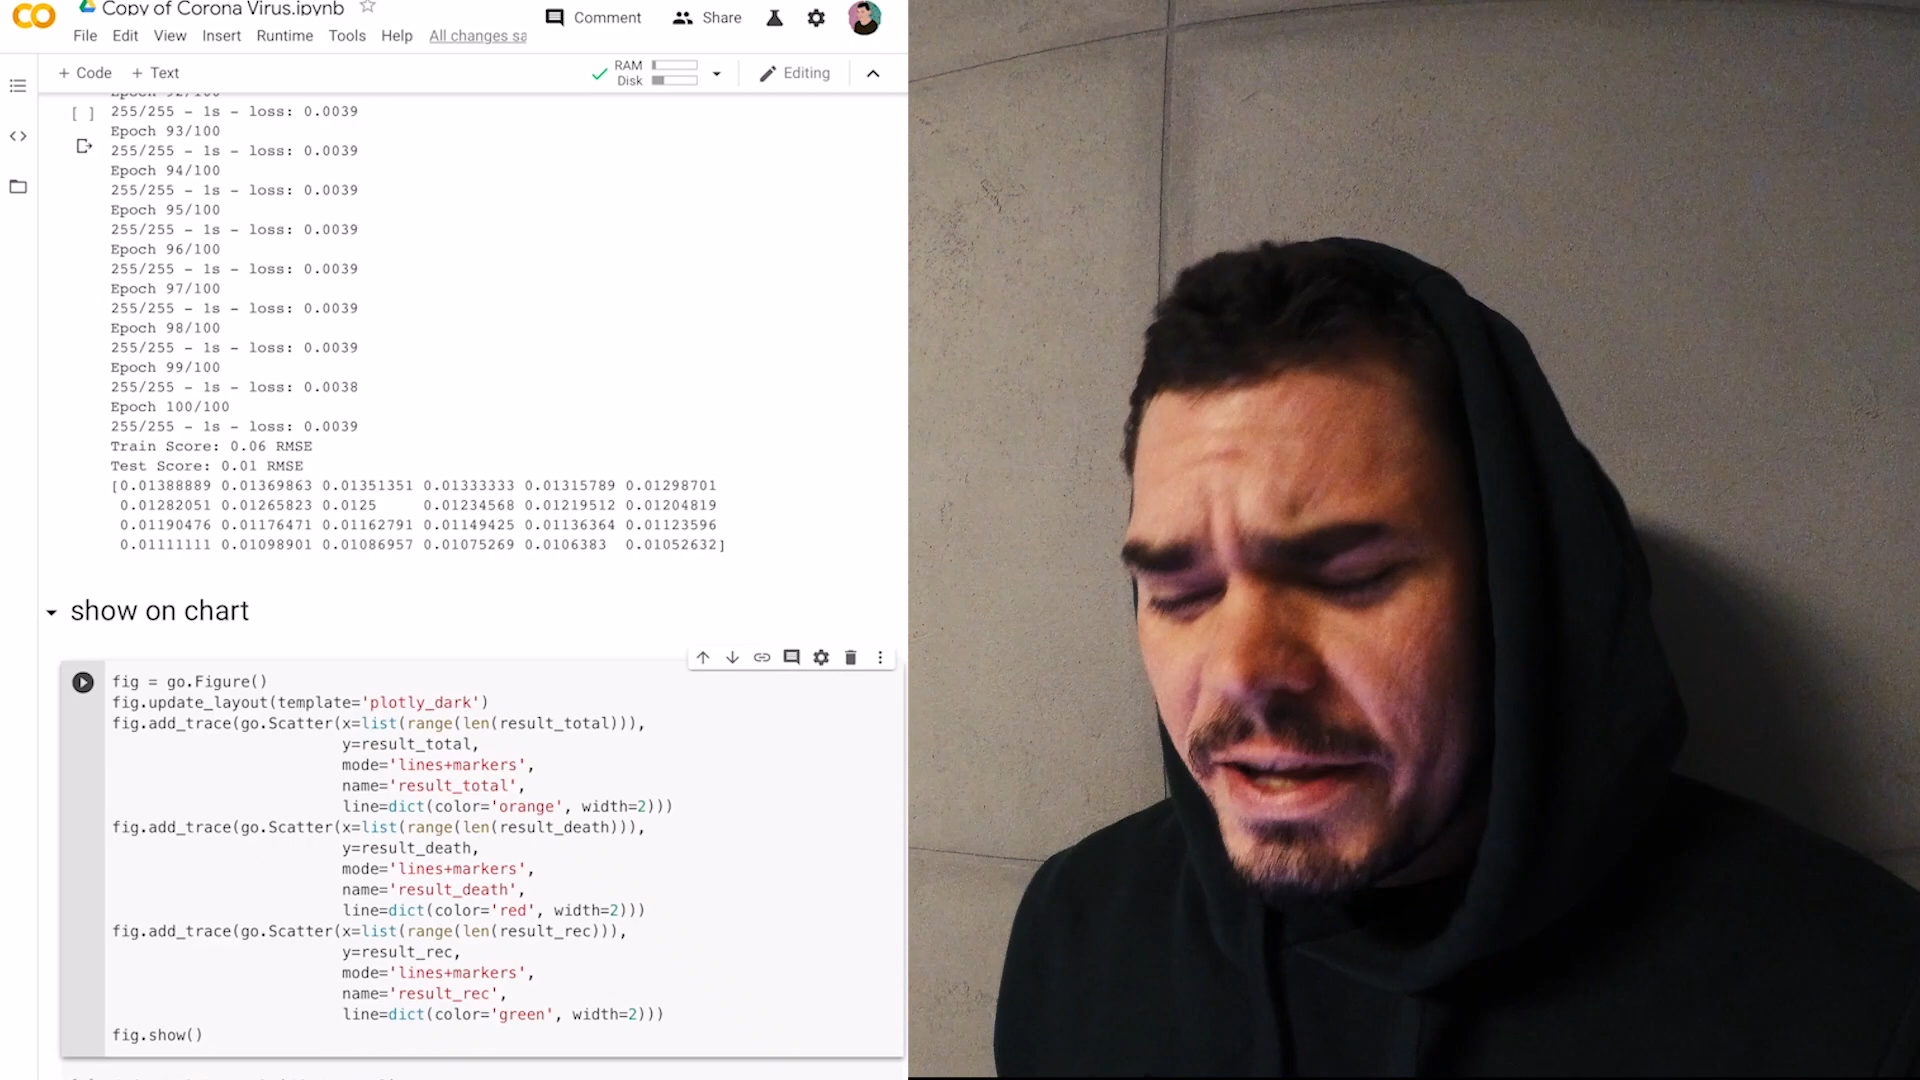 Copy of Corona Virus.ipynb
Comment
Share
File Edit View Insert Runtime Tools Help All changes sa
+ Code + Text
RAM
Disk
Editing
Epoch 92/100
[ ] 255/255 - 1s - loss: 0.0039
Epoch 93/100
255/255 - 1s - loss: 0.0039
Epoch 94/100
255/255 - 1s - loss: 0.0039
Epoch 95/100
255/255 - 1s - loss: 0.0039
Epoch 96/100
255/255 - 1s - loss: 0.0039
Epoch 97/100
255/255 - 1s - loss: 0.0039
Epoch 98/100
255/255 - 1s - loss: 0.0039
Epoch 99/100
255/255 - 1s - loss: 0.0038
Epoch 100/100
255/255 - 1s - loss: 0.0039
Train Score: 0.06 RMSE
Test Score: 0.01 RMSE
[0.01388889 0.01369863 0.01351351 0.01333333 0.01315789 0.01298701
0.01282051 0.01265823 0.0125 0.01234568 0.01219512 0.01204819
0.01190476 0.01176471 0.01162791 0.01149425 0.01136364 0.01123596
0.01111111 0.01098901 0.01086957 0.01075269 0.0106383 0.01052632]
show on chart
fig = go.Figure()
fig.update_layout(template='plotly_dark')
fig.add_trace(go.Scatter(x=list(range(len(result_total))),
y=result_total,
mode='lines+markers',
name='result_total',
line=dict(color='orange', width=2)))
fig.add_trace(go.Scatter(x=list(range(len(result_death))),
y=result_death,
mode='lines+markers',
name='result_death',
line=dict(color='red', width=2)))
fig.add_trace(go.Scatter(x=list(range(len(result_rec))),
y=result_rec,
mode='lines+markers',
name='result_rec',
line=dict(color='green', width=2)))
fig.show()